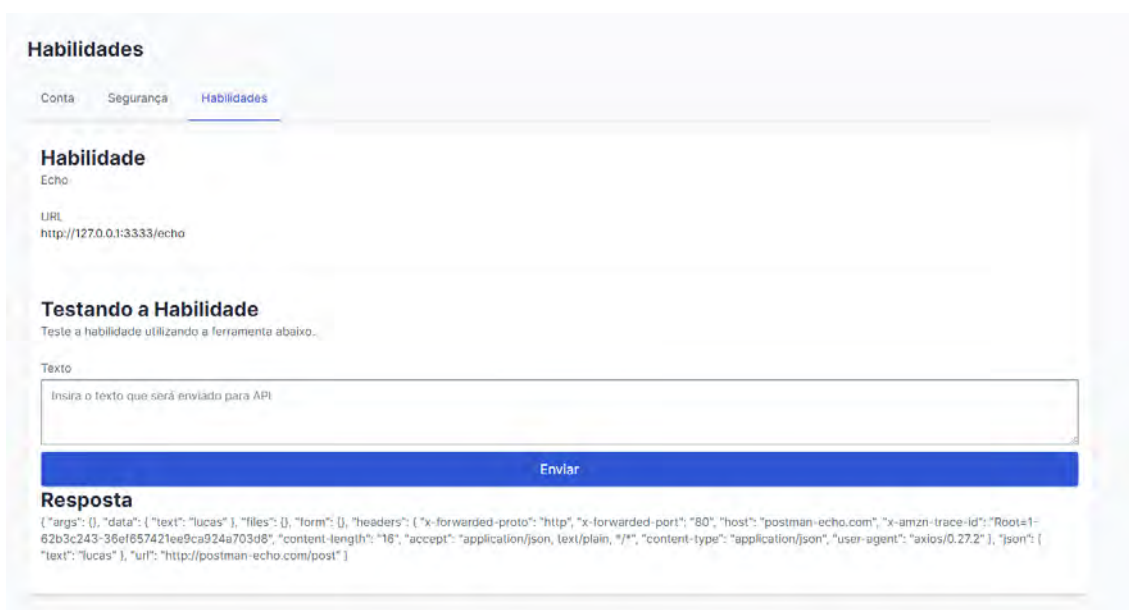 Habilidades
Conta Segurança Habilidades
Habilidade
Echo
URL
http://127.0.0.1:3333/echo
Testando a Habilidade
Teste a habilidade utilizando a ferramenta abaixo.
Texto
Insira o texto que será enviado para API
Enviar
Resposta
{ "args": {}, "data": { "text": "lucas" }, "files": {}, "form": {}, "headers": { "x-forwarded-proto": "http", "x-forwarded-port": "80", "host": "postman-echo.com", "x-amzn-trace-id": "Root=1-
62b3c243-36ef657421ee9ca924a703d6", "content-length": "16", "accept": "application/json, text/plain, */*", "content-type": "application/json", "user-agent": "axios/0.27.2" }, "json": {
"text": "lucas" }, "url": "http://postman-echo.com/post" }